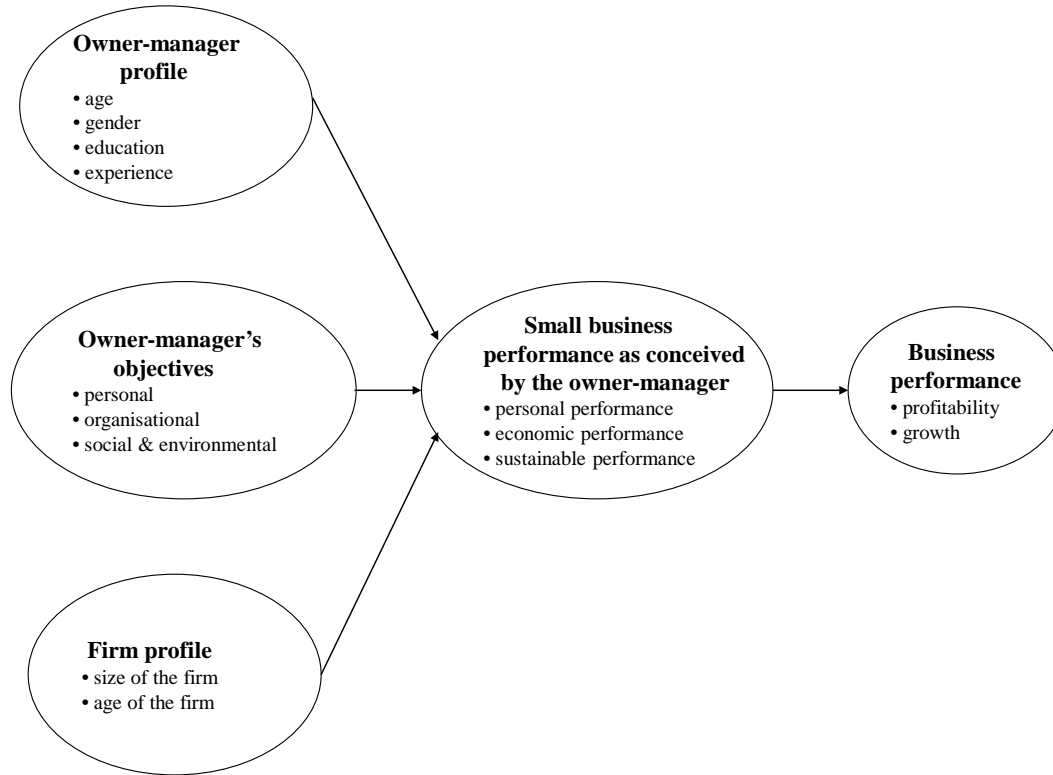 Owner-manager
profile
• age
• gender
• education
• experience
Owner-manager's
objectives
• personal
• organisational
• social & environmental
Firm profile
• size of the firm
• age of the firm
Small business
performance as conceived
by the owner-manager
• personal performance
• economic performance
• sustainable performance
Business
performance
• profitability
• growth